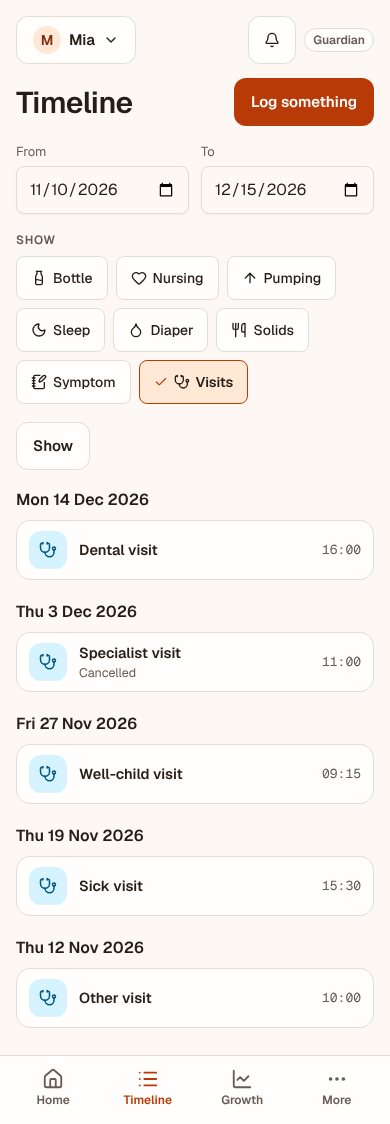 M Mia
Guardian
Timeline
Log something
From
To
11/10/2026
12/15/2026
SHOW
Bottle
Nursing
Pumping
Sleep
Diaper
Solids
Symptom
Visits
Show
Mon 14 Dec 2026
Dental visit
16:00
Thu 3 Dec 2026
Specialist visit
Cancelled
11:00
Fri 27 Nov 2026
Well-child visit
09:15
Thu 19 Nov 2026
Sick visit
15:30
Thu 12 Nov 2026
Other visit
10:00
Home
Timeline
Growth
More